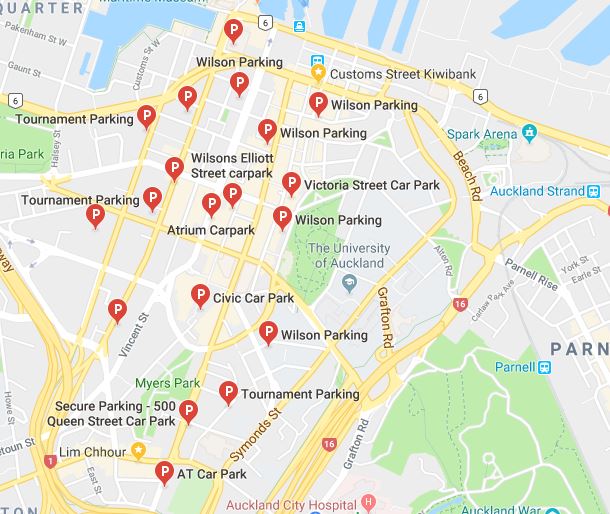 QUARTER
Pakenham St W
Customs St W
6
Gaunt St
Wilson Parking
Customs Street Kiwibank
6
6
Wilson Parking
Tournament Parking
Wilson Parking
Spark Arena
Halsey St
ria Park
Wilsons Elliott
Street carpark
Beach Rd
Victoria Street Car Park
Auckland Strand
Tournament Parking
Wilson Parking
Atrium Carpark
The University
of Auckland
Alten Rd
Parnell Rise
York St
Earle St
Carlaw Park Ave
Civic Car Park
Grafton Rd
16
Vincent St
Wilson Parking
PARN
Parnell
Myers Park
Tournament Parking
Howe St
Secure Parking - 500
Queen Street Car Park
Symonds St
Grafton Rd
16
Lim Chhour
1
East St
AT Car Park
Auckland City Hospital
H
Auckland War